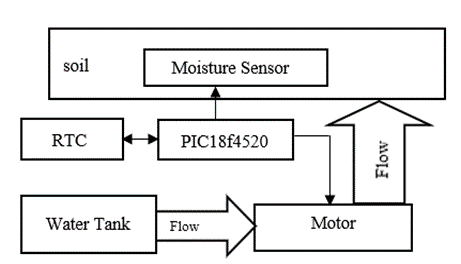 soil
Moisture Sensor
RTC
PIC18f4520
Flow
Water Tank
Flow
Motor